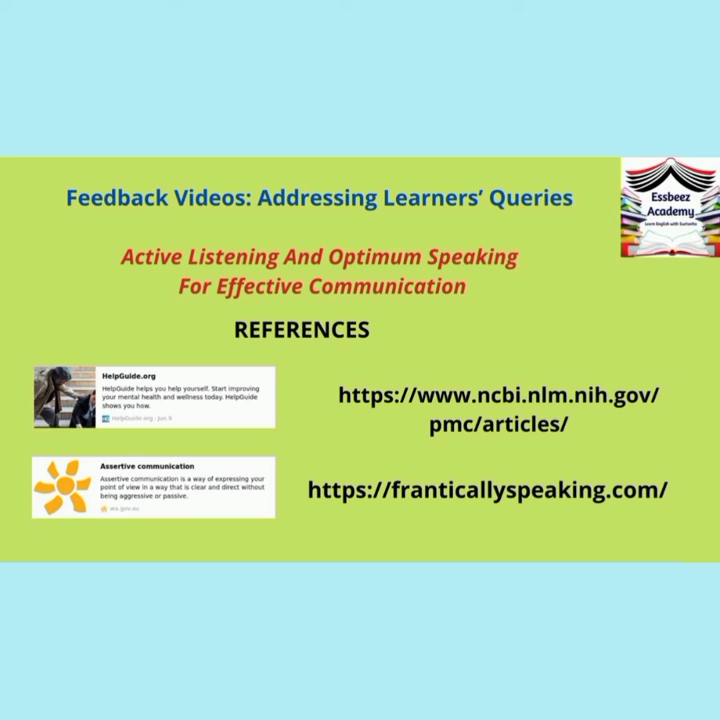 Feedback Videos: Addressing Learners’ Queries
Essbeez
Academy
Learn English with Sucharita
Active Listening And Optimum Speaking
For Effective Communication
REFERENCES
HelpGuide.org
HelpGuide helps you help yourself. Start improving
your mental health and wellness today. HelpGuide
shows you how.
HelpGuide.org · Jun 9
https://www.ncbi.nlm.nih.gov/
pmc/articles/
Assertive communication
Assertive communication is a way of expressing your
point of view in a way that is clear and direct without
being aggressive or passive.
https://franticallyspeaking.com/